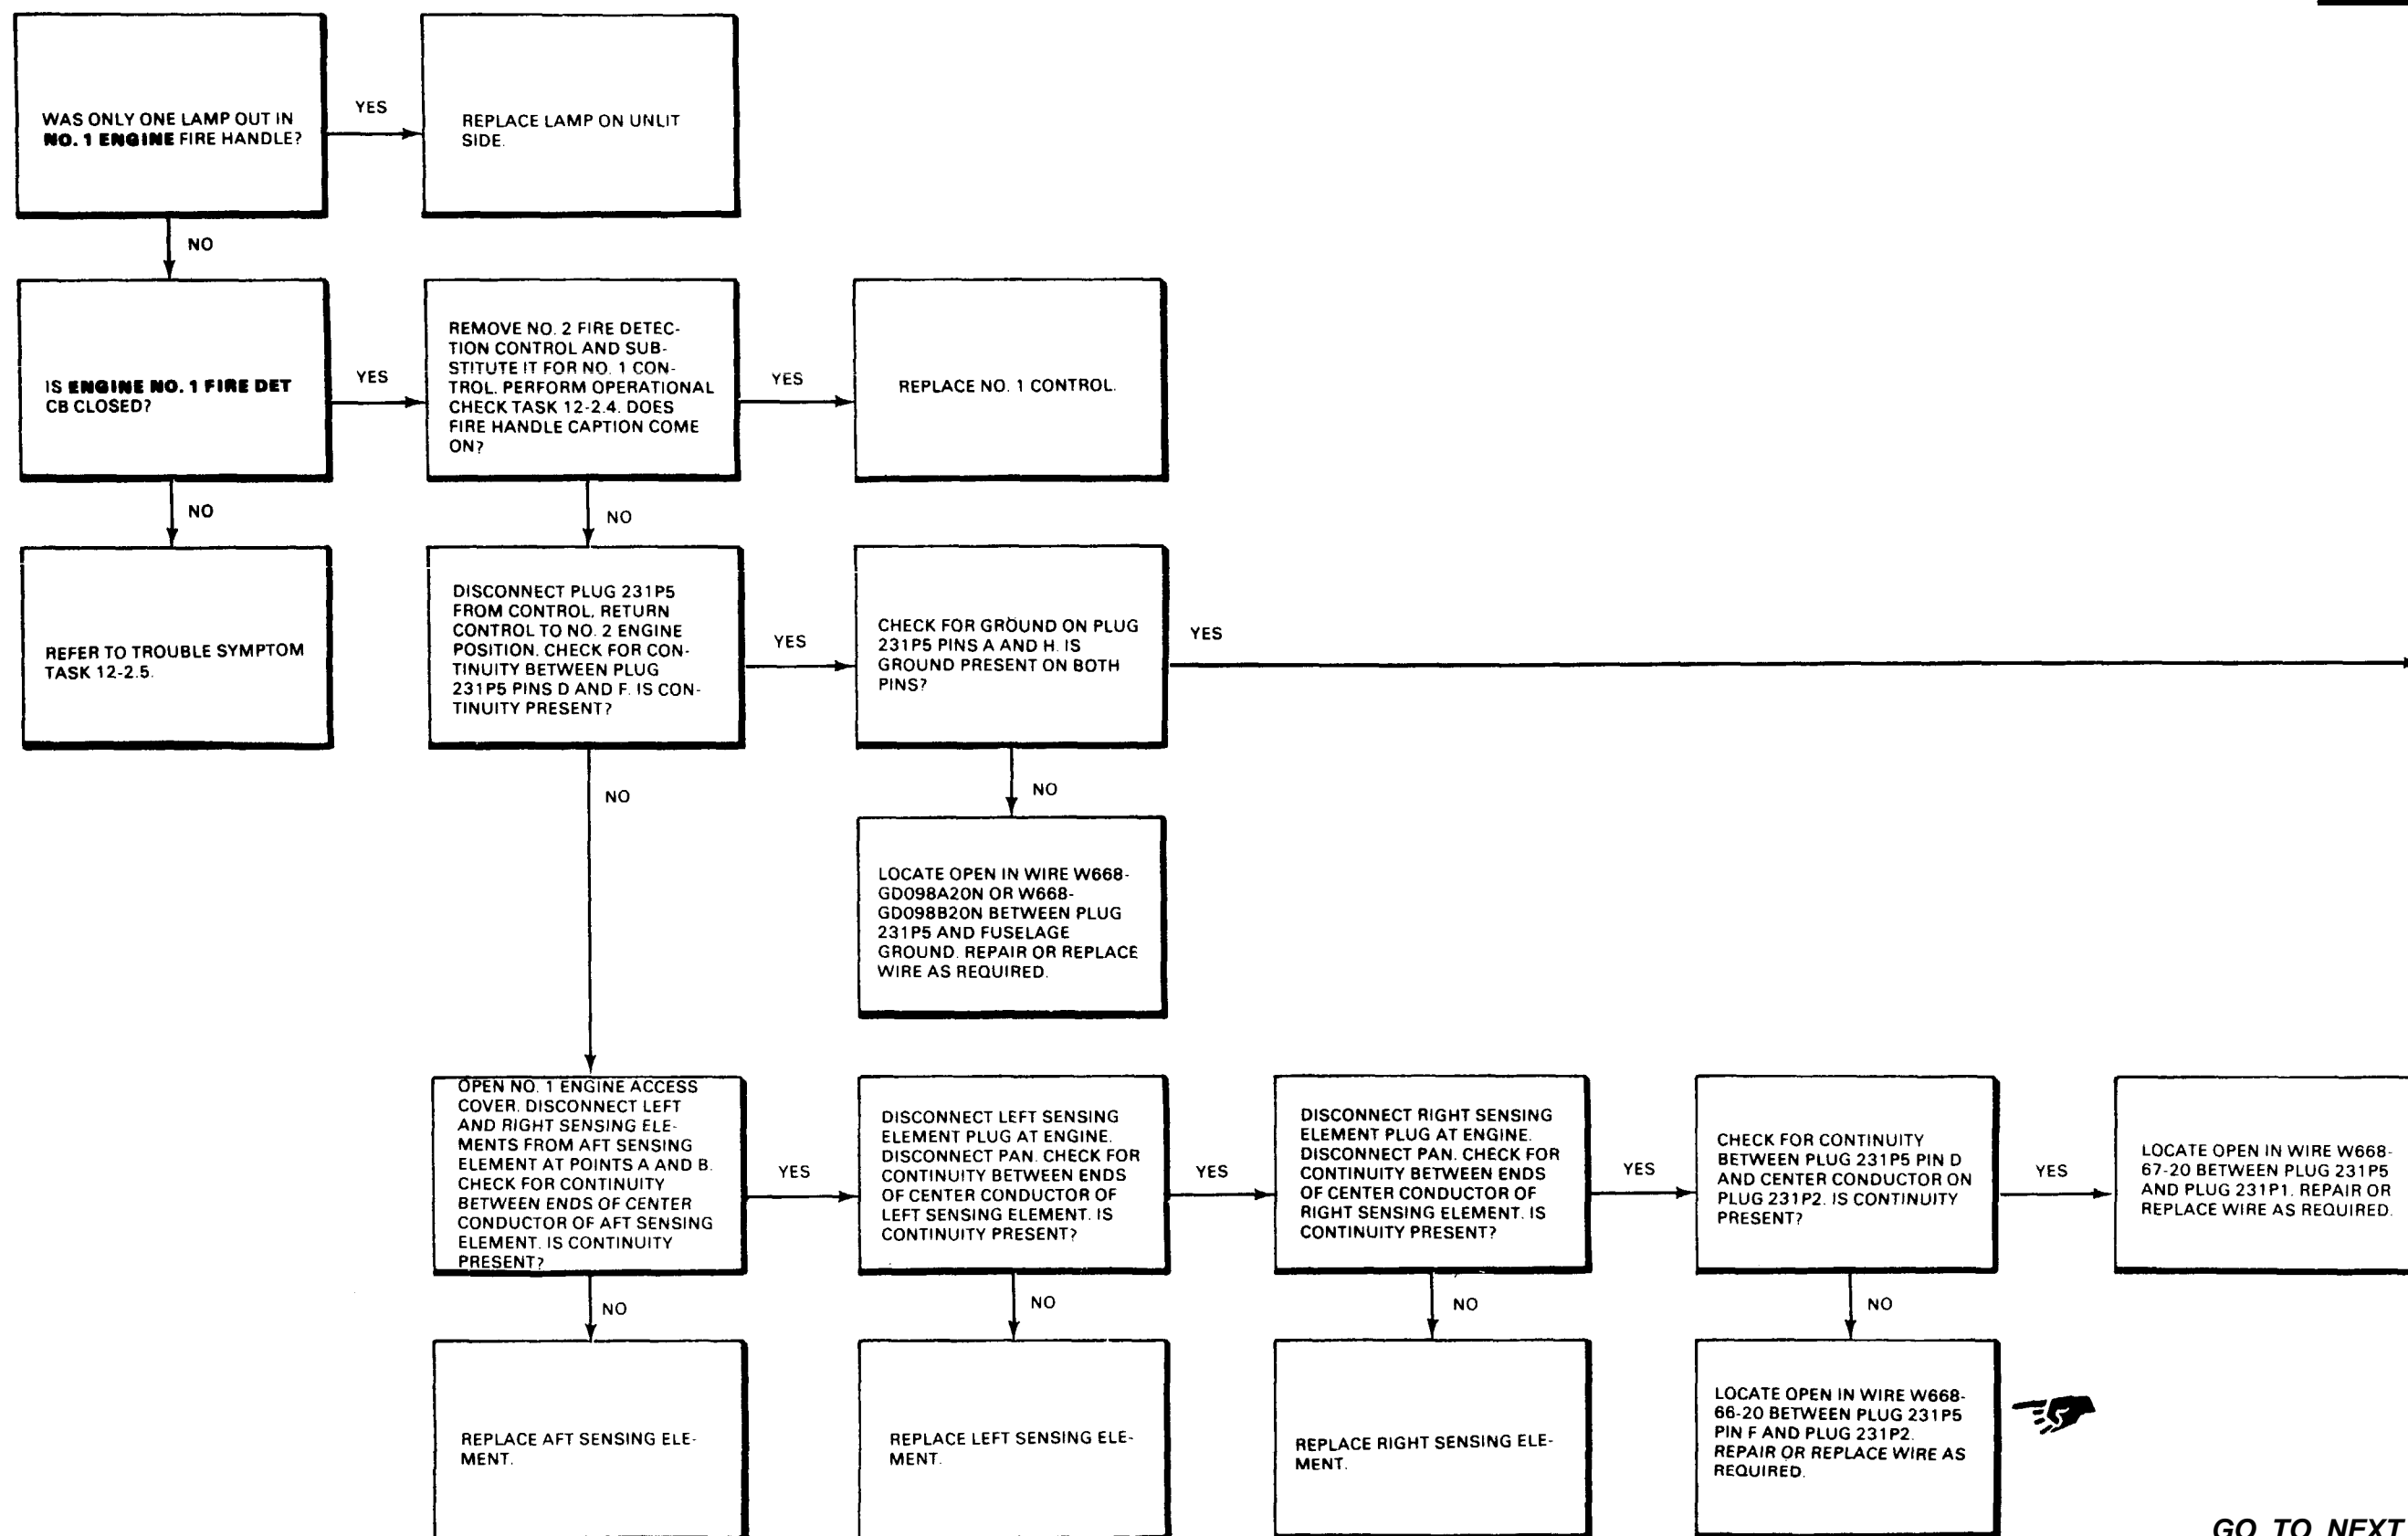 WAS ONLY ONE LAMP OUT IN
NO. 1 ENGINE FIRE HANDLE?
YES
REPLACE LAMP ON UNLIT
SIDE.
NO
IS ENGINE NO. 1 FIRE DET
CB CLOSED?
YES
REMOVE NO. 2 FIRE DETEC-
TION CONTROL AND SUB-
STITUTE IT FOR NO. 1 CON-
TROL. PERFORM OPERATIONAL
CHECK TASK 12-2.4. DOES
FIRE HANDLE CAPTION COME
ON?
YES
REPLACE NO. 1 CONTROL.
NO
NO
REFER TO TROUBLE SYMPTOM
TASK 12-2.5.
DISCONNECT PLUG 231P5
FROM CONTROL. RETURN
CONTROL TO NO. 2 ENGINE
POSITION. CHECK FOR CON-
TINUITY BETWEEN PLUG
231P5 PINS D AND F. IS CON-
TINUITY PRESENT?
YES
CHECK FOR GROUND ON PLUG
231P5 PINS A AND H. IS
GROUND PRESENT ON BOTH
PINS?
YES
NO
NO
LOCATE OPEN IN WIRE W668-
GD098A20N OR W668-
GD098B20N BETWEEN PLUG
231P5 AND FUSELAGE
GROUND. REPAIR OR REPLACE
WIRE AS REQUIRED.
OPEN NO. 1 ENGINE ACCESS
COVER. DISCONNECT LEFT
AND RIGHT SENSING ELE-
MENTS FROM AFT SENSING
ELEMENT AT POINTS A AND B.
CHECK FOR CONTINUITY
BETWEEN ENDS OF CENTER
CONDUCTOR OF AFT SENSING
ELEMENT. IS CONTINUITY
PRESENT?
YES
DISCONNECT LEFT SENSING
ELEMENT PLUG AT ENGINE.
DISCONNECT PAN. CHECK FOR
CONTINUITY BETWEEN ENDS
OF CENTER CONDUCTOR OF
LEFT SENSING ELEMENT. IS
CONTINUITY PRESENT?
YES
DISCONNECT RIGHT SENSING
ELEMENT PLUG AT ENGINE.
DISCONNECT PAN. CHECK FOR
CONTINUITY BETWEEN ENDS
OF CENTER CONDUCTOR OF
RIGHT SENSING ELEMENT. IS
CONTINUITY PRESENT?
YES
CHECK FOR CONTINUITY
BETWEEN PLUG 231P5 PIN D
AND CENTER CONDUCTOR ON
PLUG 231P2. IS CONTINUITY
PRESENT?
YES
LOCATE OPEN IN WIRE W668-
67-20 BETWEEN PLUG 231P5
AND PLUG 231P1. REPAIR OR
REPLACE WIRE AS REQUIRED.
NO
NO
NO
NO
REPLACE AFT SENSING ELE-
MENT.
REPLACE LEFT SENSING ELE-
MENT.
REPLACE RIGHT SENSING ELE-
MENT.
LOCATE OPEN IN WIRE W668-
66-20 BETWEEN PLUG 231P5
PIN F AND PLUG 231P2.
REPAIR OR REPLACE WIRE AS
REQUIRED.
GO TO NEXT